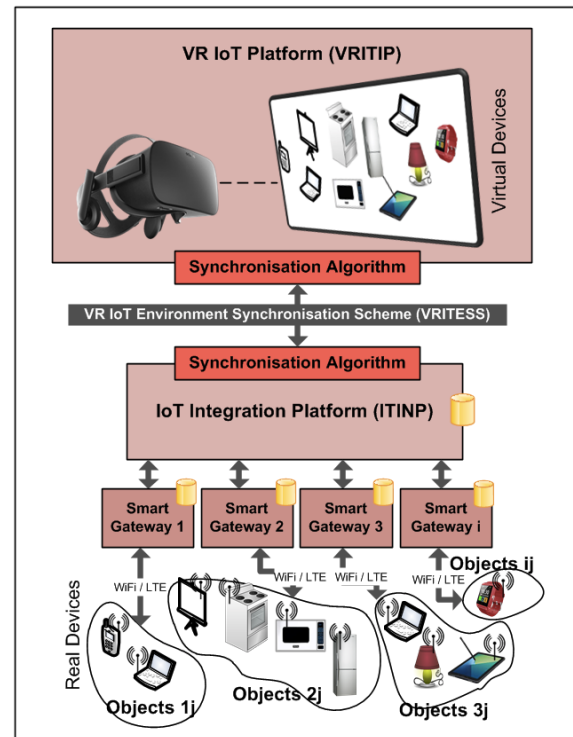 VR IoT Platform (VRITIP)
Virtual Devices
Synchronisation Algorithm
VR IoT Environment Synchronisation Scheme (VRITESS)
Synchronisation Algorithm
IoT Integration Platform (ITINP)
Smart
Gateway 1
Smart
Gateway 2
Smart
Gateway 3
Smart
Gateway i
WiFi / LTE
WiFi / LTE
WiFi / LTE
WiFi / LTE
Objects ij
Real Devices
Objects 1j
Objects 2j
Objects 3j